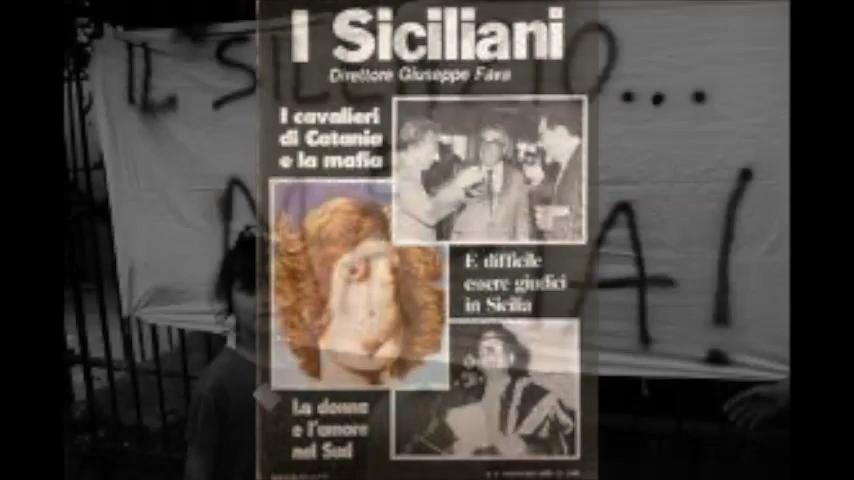 I Siciliani
Direttore Giuseppe Fava
IL SILENZIO...
I cavalieri
di Catania
e la mafia
E difficile
essere giudici
in Sicilia
La donna
e l'amore
nel Sud